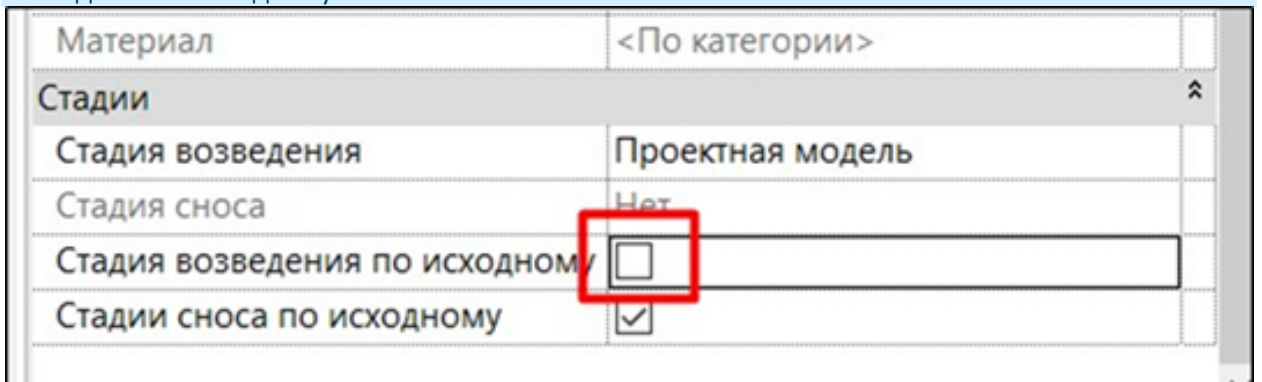 Материал <По категории>
Стадии
Стадия возведения Проектная модель
Стадия сноса Нет
Стадия возведения по исходному
Стадии сноса по исходному